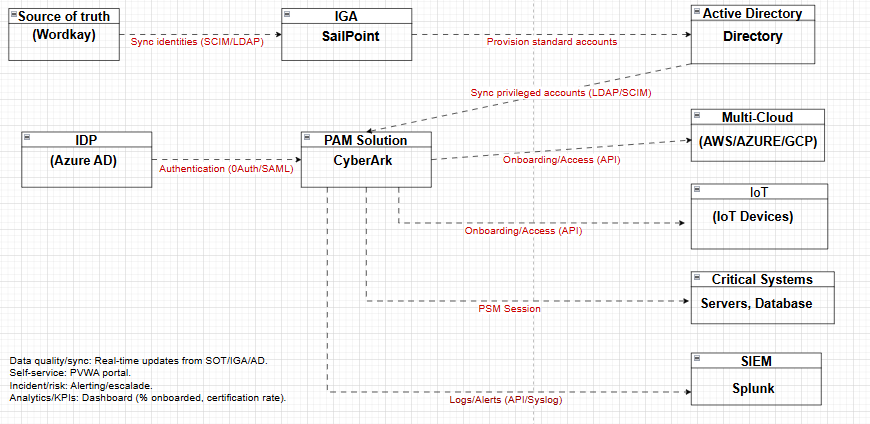 Source of truth
(Wordkay)
Sync identities (SCIM/LDAP)
IGA
SailPoint
Provision standard accounts
Active Directory
Directory
Sync privileged accounts (LDAP/SCIM)
IDP
(Azure AD)
Authentication (0Auth/SAML)
PAM Solution
CyberArk
Onboarding/Access (API)
Multi-Cloud
(AWS/AZURE/GCP)
Onboarding/Access (API)
IoT
(IoT Devices)
PSM Session
Critical Systems
Servers, Database
Logs/Alerts (API/Syslog)
SIEM
Splunk
Data quality/sync: Real-time updates from SOT/IGA/AD.
Self-service: PVWA portal.
Incident/risk: Alerting/escalade.
Analytics/KPIs: Dashboard (% onboarded, certification rate).